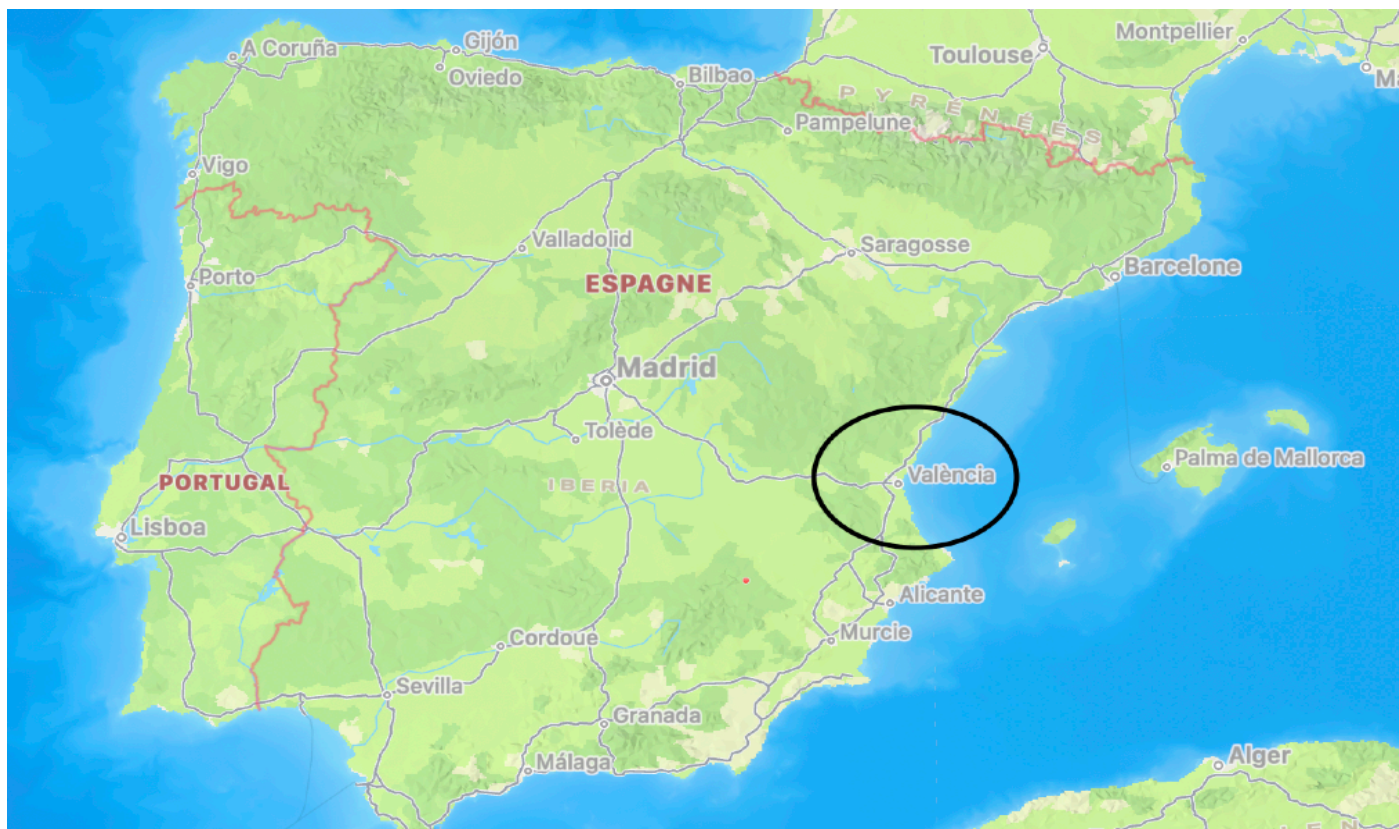 A Coruña
Gijón
Oviedo
Bilbao
Toulouse
Montpellier
PYRÉNÉES
Pampelune
Vigo
Valladolid
Saragosse
ESPAGNE
Porto
Barcelone
Madrid
Tolède
València
Palma de Mallorca
IBERIA
PORTUGAL
Lisboa
Alicante
Cordoue
Murcie
Sevilla
Granada
Málaga
Alger